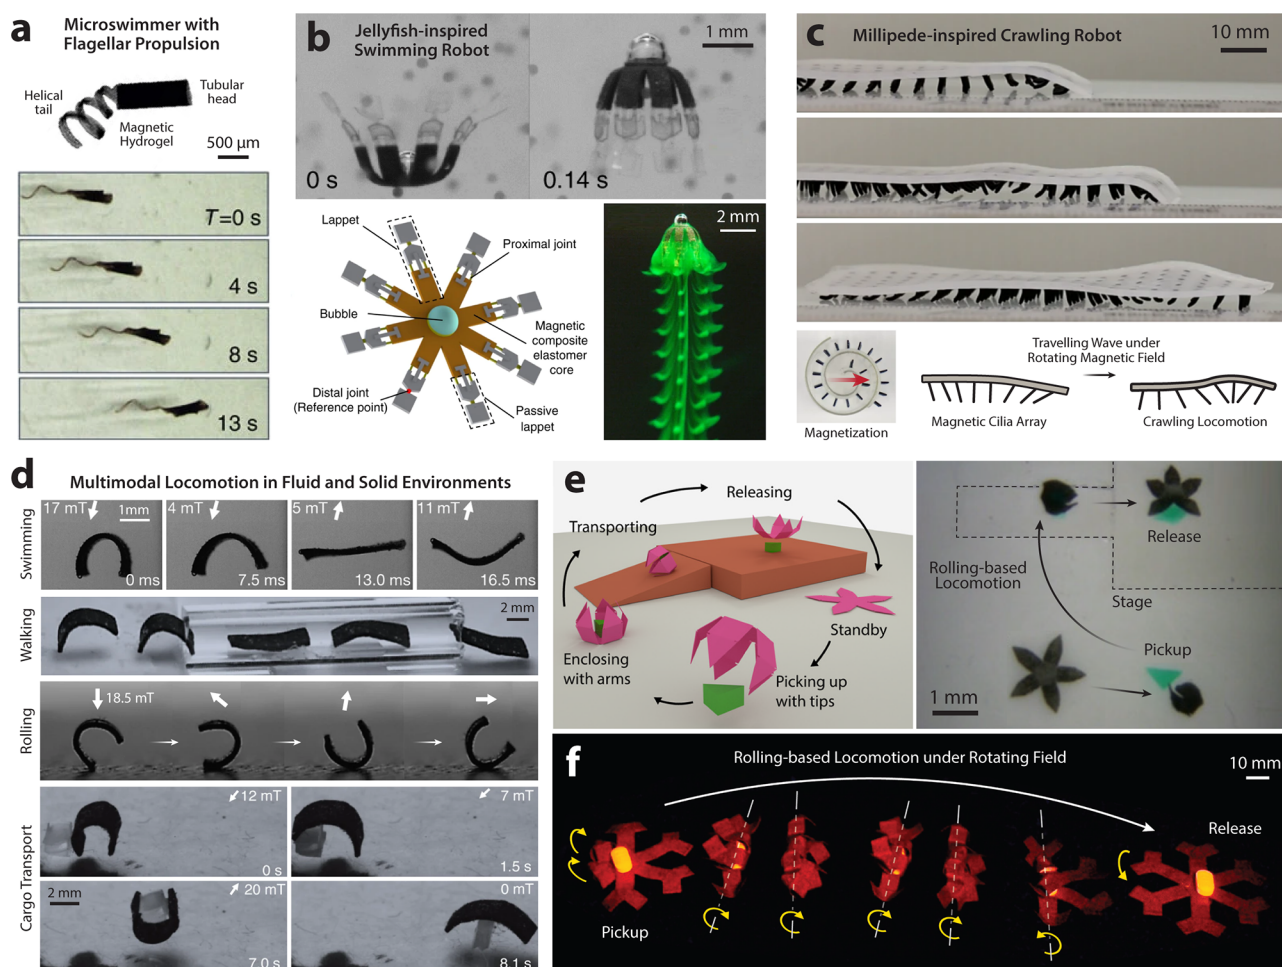 a
Microswimmer with
Flagellar Propulsion
Helical
tail
Tubular
head
Magnetic
Hydrogel
500 µm
T=0 s
4 s
8 s
13 s
b
Jellyfish-inspired
Swimming Robot
1 mm
0 s
0.14 s
Lappet
Proximal joint
Bubble
Magnetic
composite
elastomer
core
Distal joint
(Reference point)
Passive
lappet
2 mm
c
Millipede-inspired Crawling Robot
10 mm
Magnetization
Travelling Wave under
Rotating Magnetic Field
Magnetic Cilia Array
Crawling Locomotion
d
Multimodal Locomotion in Fluid and Solid Environments
Swimming
17 mT
1mm
0 ms
4 mT
7.5 ms
5 mT
13.0 ms
11 mT
16.5 ms
Walking
2 mm
Rolling
18.5 mT
Cargo Transport
12 mT
0 s
7 mT
1.5 s
2 mm
20 mT
7.0 s
0 mT
8.1 s
e
Releasing
Transporting
Standby
Enclosing
with arms
Picking up
with tips
Release
Rolling-based
Locomotion
Stage
Pickup
1 mm
f
Rolling-based Locomotion under Rotating Field
10 mm
Release
Pickup